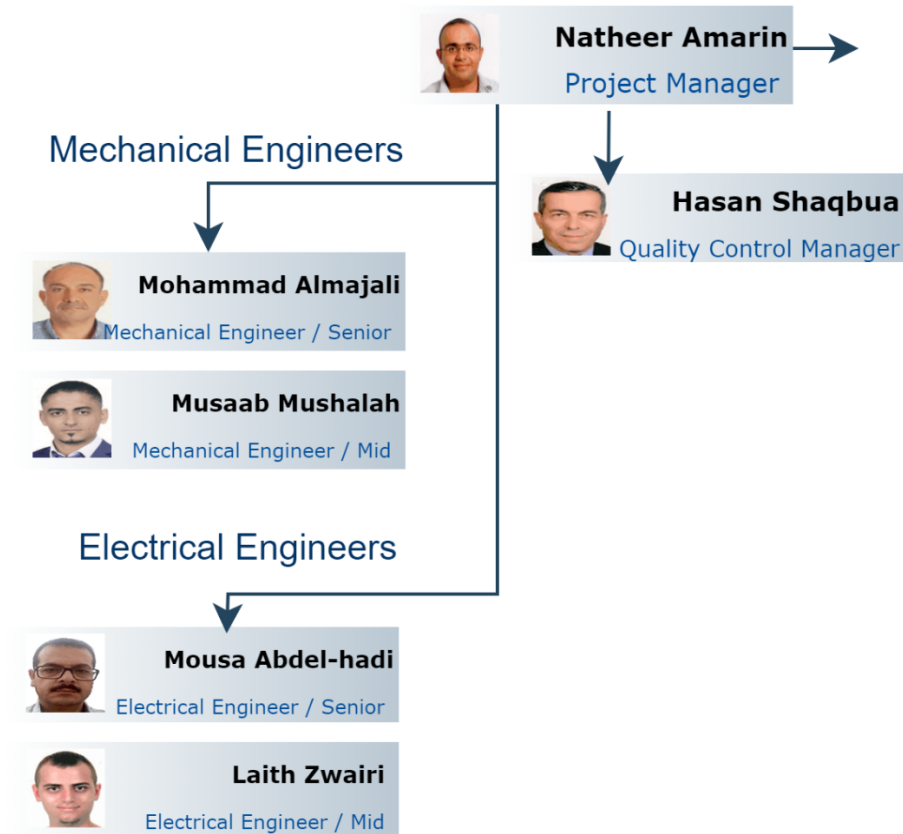 Natheer Amarin
Project Manager
Mechanical Engineers
Hasan Shaqbua
Quality Control Manager
Mohammad Almajali
Mechanical Engineer / Senior
Musaab Mushalah
Mechanical Engineer / Mid
Electrical Engineers
Mousa Abdel-hadi
Electrical Engineer / Senior
Laith Zwairi
Electrical Engineer / Mid